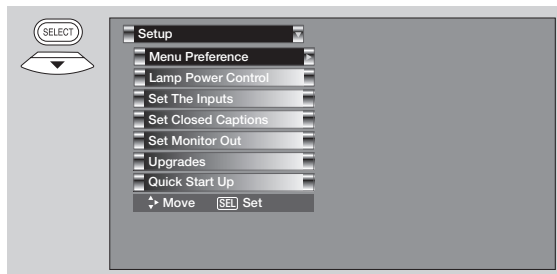 SELECT
Setup
Menu Preference
Lamp Power Control
Set The Inputs
Set Closed Captions
Set Monitor Out
Upgrades
Quick Start Up
Move SEL Set